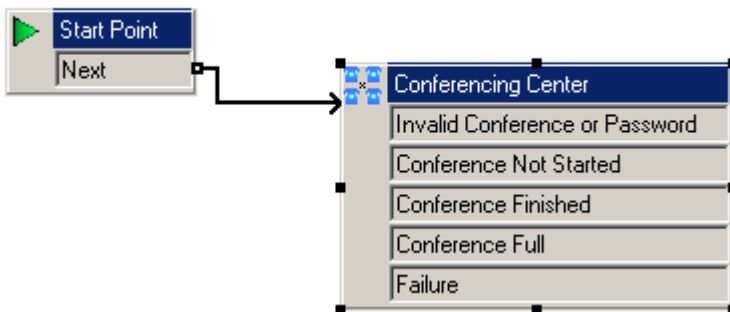 Start Point
Next
Conferencing Center
Invalid Conference or Password
Conference Not Started
Conference Finished
Conference Full
Failure